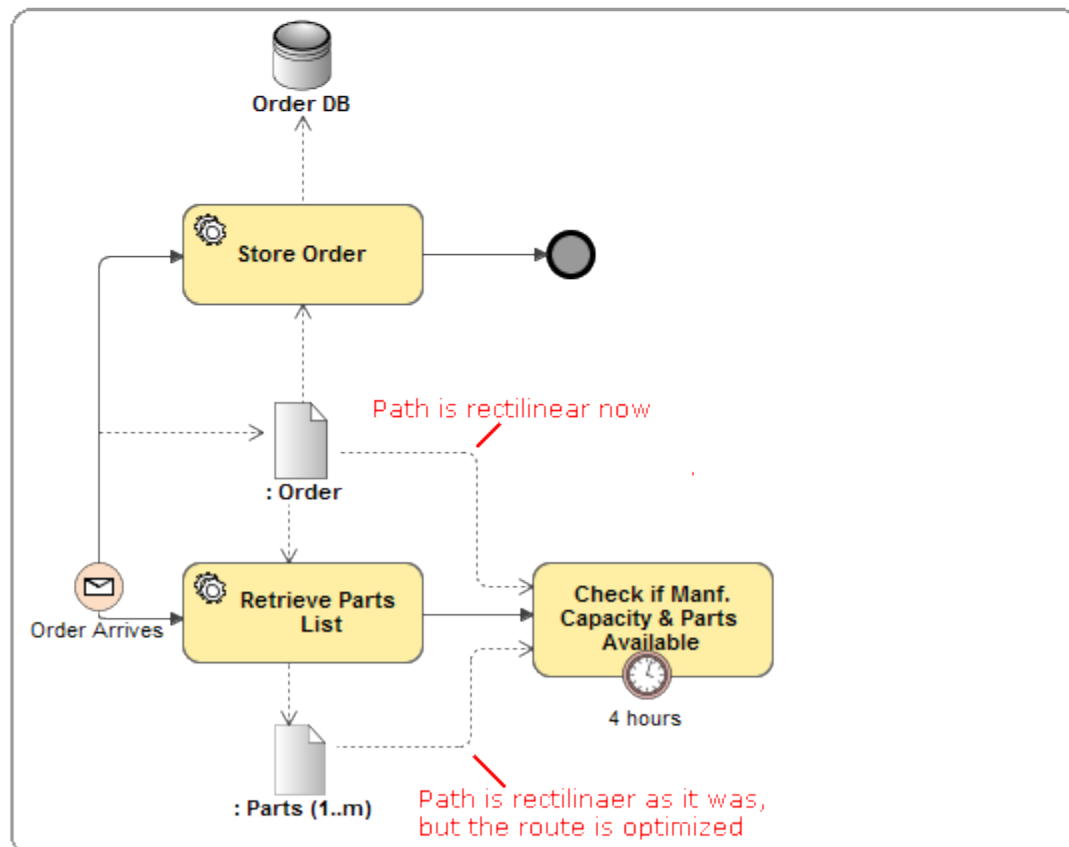 Order DB
Store Order
Path is rectilinear now
: Order
Retrieve Parts
List
Check if Manf.
Capacity & Parts
Available
Order Arrives
4 hours
: Parts (1..m)
Path is rectilinaer as it was,
but the route is optimized